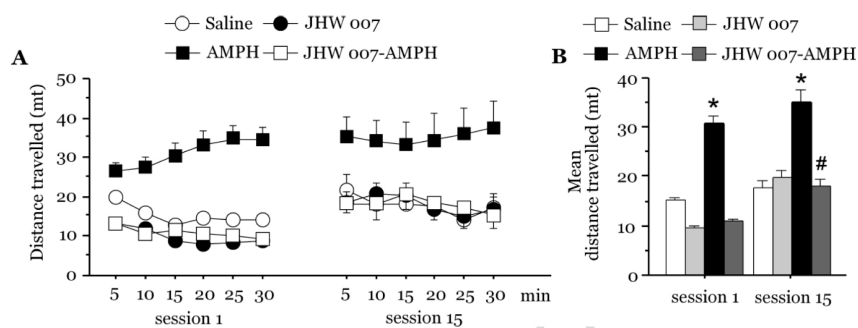 Saline
JHW 007
AMPH
JHW 007-AMPH
A
Distance travelled (mt)
50
40
30
20
10
0
5 10 15 20 25 30
5 10 15 20 25 30 min
session 1
session 15
Saline
JHW 007
B
AMPH
JHW 007-AMPH
Mean
distance travelled (mt)
40
30
20
10
0
*
*
#
session 1
session 15